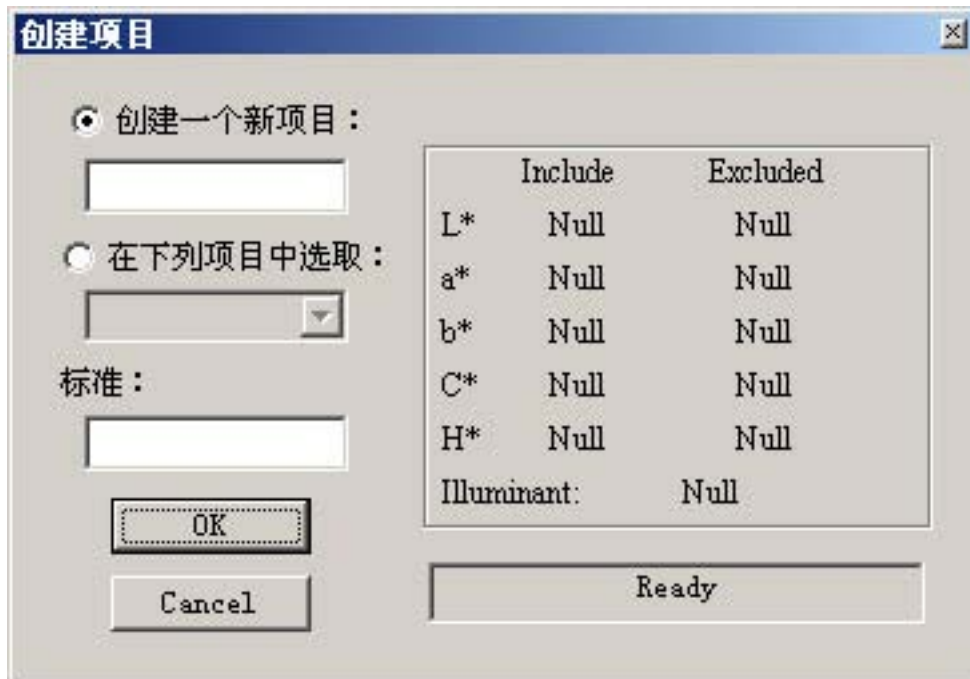 创建项目
创建一个新项目：
在下列项目中选取：
标准：
OK
Cancel
Include Excluded
L* Null Null
a* Null Null
b* Null Null
C* Null Null
H* Null Null
Illuminant: Null
Ready